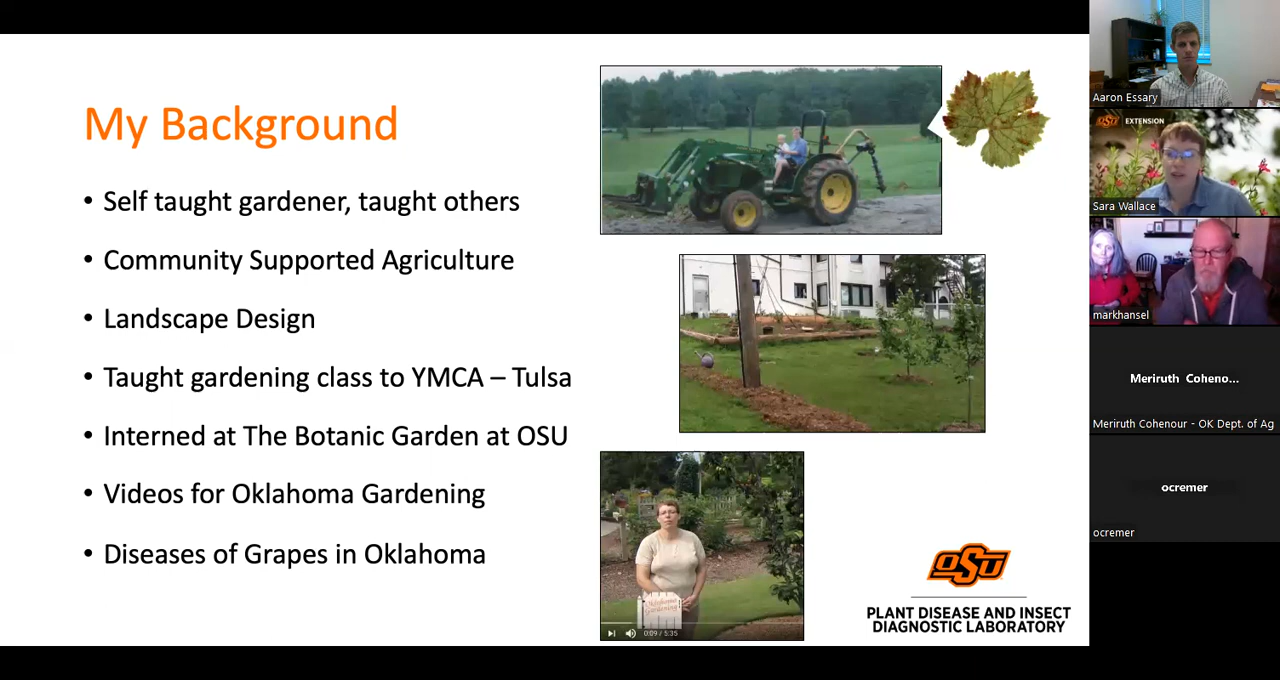 My Background
• Self taught gardener, taught others
• Community Supported Agriculture
• Landscape Design
• Taught gardening class to YMCA – Tulsa
• Interned at The Botanic Garden at OSU
• Videos for Oklahoma Gardening
• Diseases of Grapes in Oklahoma
Oklahoma
Gardening
0:09 / 5:35
OSU
PLANT DISEASE AND INSECT
DIAGNOSTIC LABORATORY
Aaron Essary
OSU EXTENSION
Sara Wallace
markhansel
Meriruth Coheno...
Meriruth Cohenour - OK Dept. of Ag
ocremer
ocremer